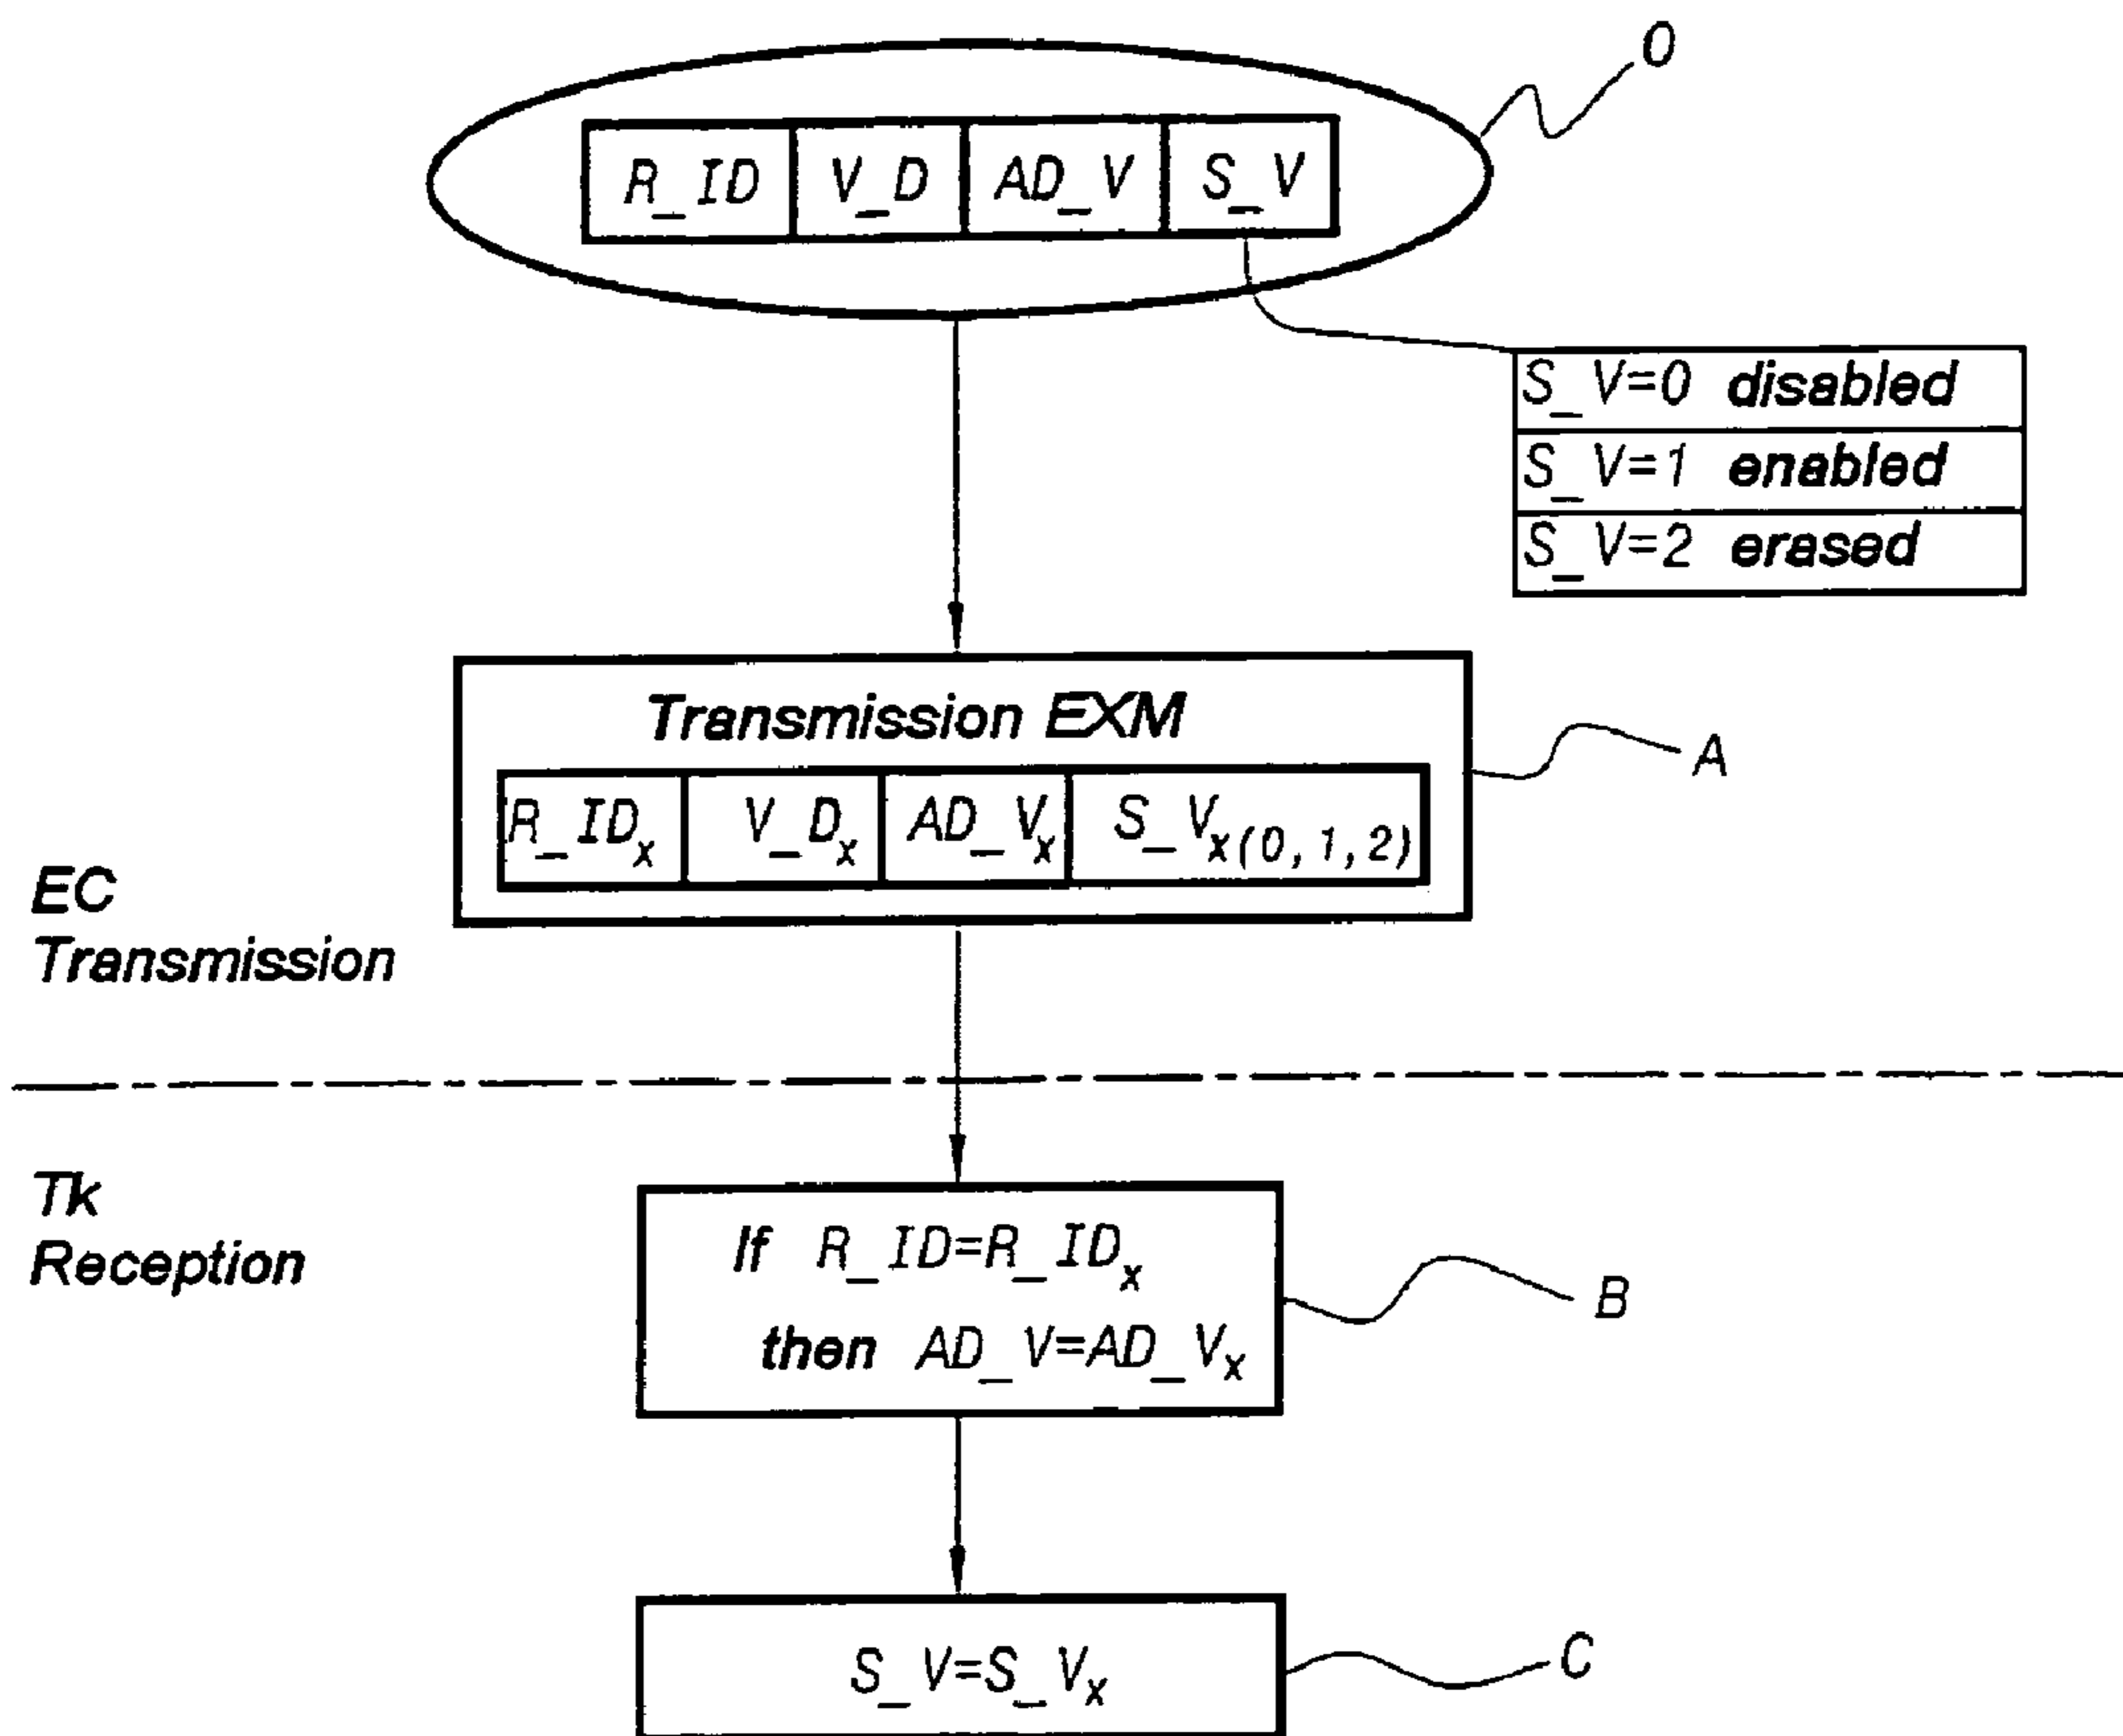 O
R_ID V_D AD_V S_V
S_V=0 disabled
S_V=1 enabled
S_V=2 erased
Transmission EXM
A
R_IDx V_Dx AD_Vx S_Vx(0,1,2)
EC
Transmission
Tk
Reception
If R_ID=R_IDx
B
then AD_V=AD_Vx
S_V=S_Vx
C